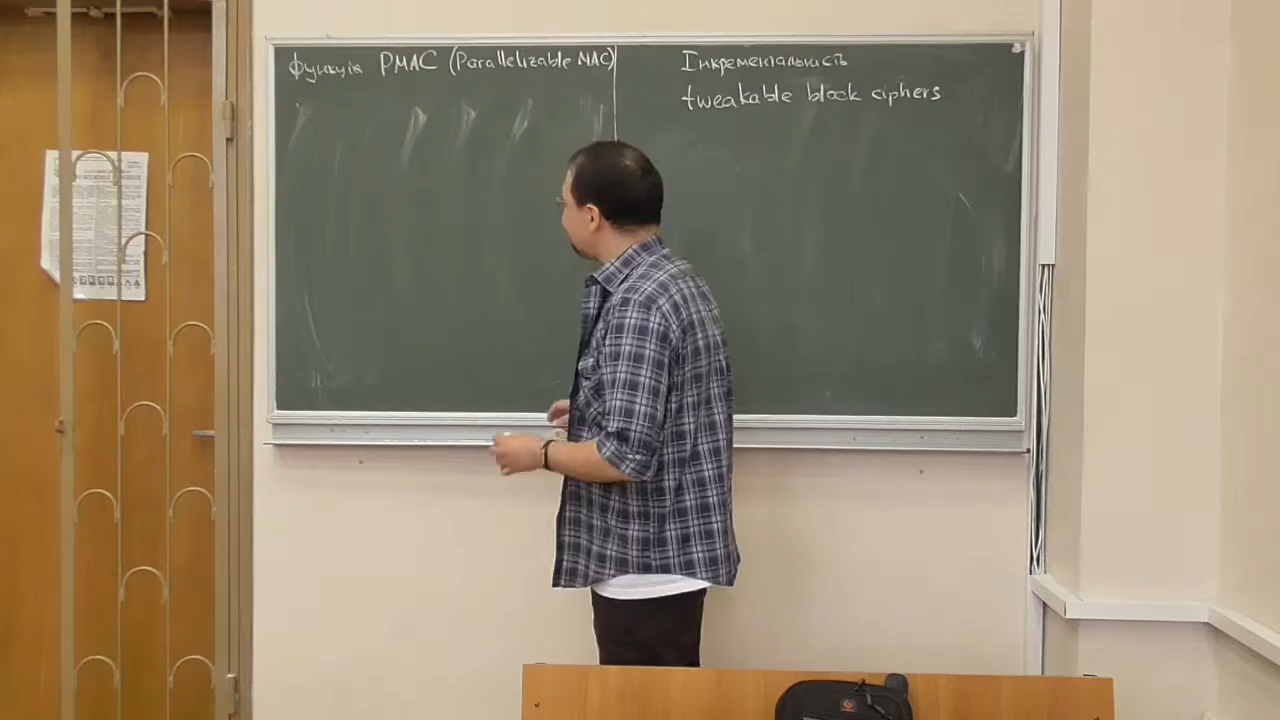 Функція PMAC (Parallelizable MAC)
Інкрементальність
tweakable block ciphers